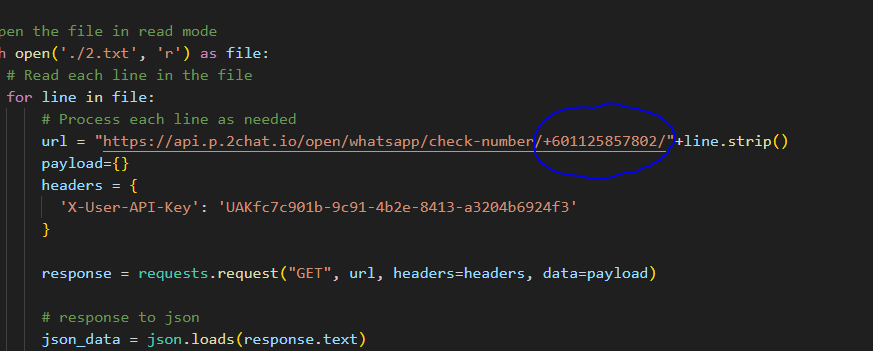 pen the file in read mode
h open('./2.txt', 'r') as file:
# Read each line in the file
for line in file:
# Process each line as needed
url = "https://api.p.2chat.io/open/whatsapp/check-number/+601125857802/"+line.strip()
payload={}
headers = {
'X-User-API-Key': 'UAKfc7c901b-9c91-4b2e-8413-a3204b6924f3'
}
response = requests.request("GET", url, headers=headers, data=payload)
# response to json
json_data = json.loads(response.text)